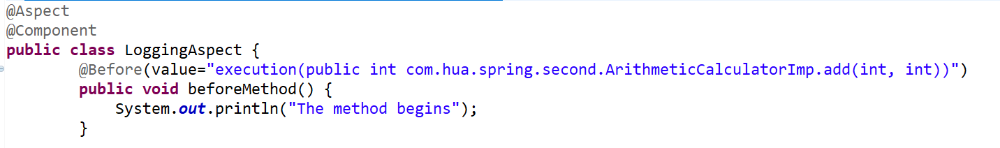 @Aspect
@Component
public class LoggingAspect {
@Before(value="execution(public int com.hua.spring.second.ArithmeticCalculatorImp.add(int, int))")
public void beforeMethod() {
System.out.println("The method begins");
}